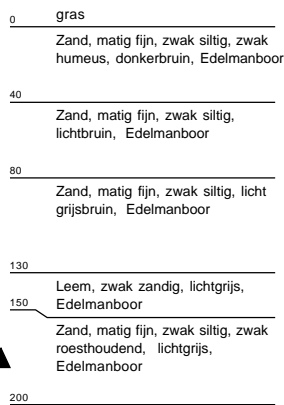 gras
0
Zand, matig fijn, zwak siltig, zwak
humeus, donkerbruin, Edelmanboor
40
Zand, matig fijn, zwak siltig,
lichtbruin, Edelmanboor
80
Zand, matig fijn, zwak siltig, licht
grijsbruin, Edelmanboor
130
Leem, zwak zandig, lichtgrijs,
Edelmanboor
150
Zand, matig fijn, zwak siltig, zwak
roesthoudend, lichtgrijs,
Edelmanboor
200